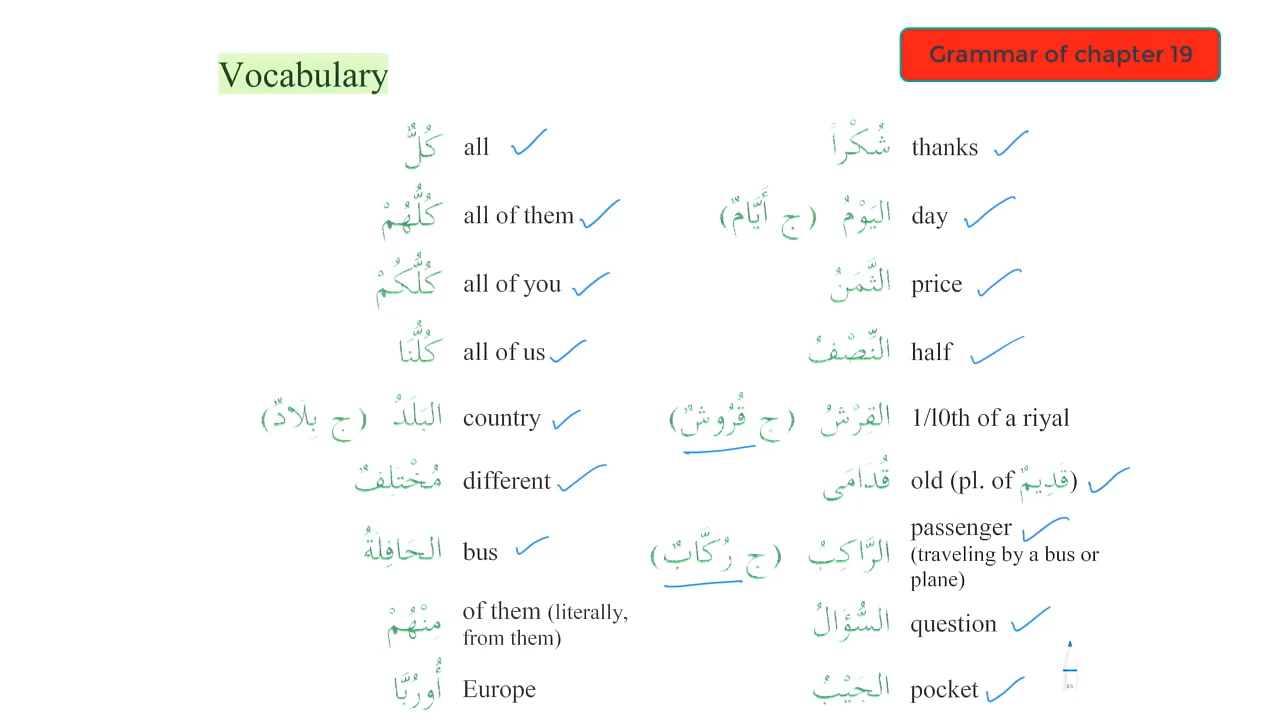 Grammar of chapter 19
Vocabulary
كُلٌّ all
كُلُّهُمْ all of them
كُلُّكُمْ all of you
كُلُّنَا all of us
البَلَدُ (ج بِلَادٌ) country
مُخْتَلِفٌ different
الحَافِلَةُ bus
مِنْهُمْ of them (literally,
from them)
أُورُبَّا Europe
شُكْراً thanks
اليَوْمُ (ج أَيَّامٌ) day
الثَّمَنُ price
النِّصْفُ half
القِرْشُ (ج قُرُوشٌ) 1/l0th of a riyal
قُدَامَى old (pl. of قَدِيمٌ)
الرَّاكِبُ (ج رُكَّابٌ) passenger
(traveling by a bus or
plane)
السُّؤَالُ question
الجَيْبُ pocket